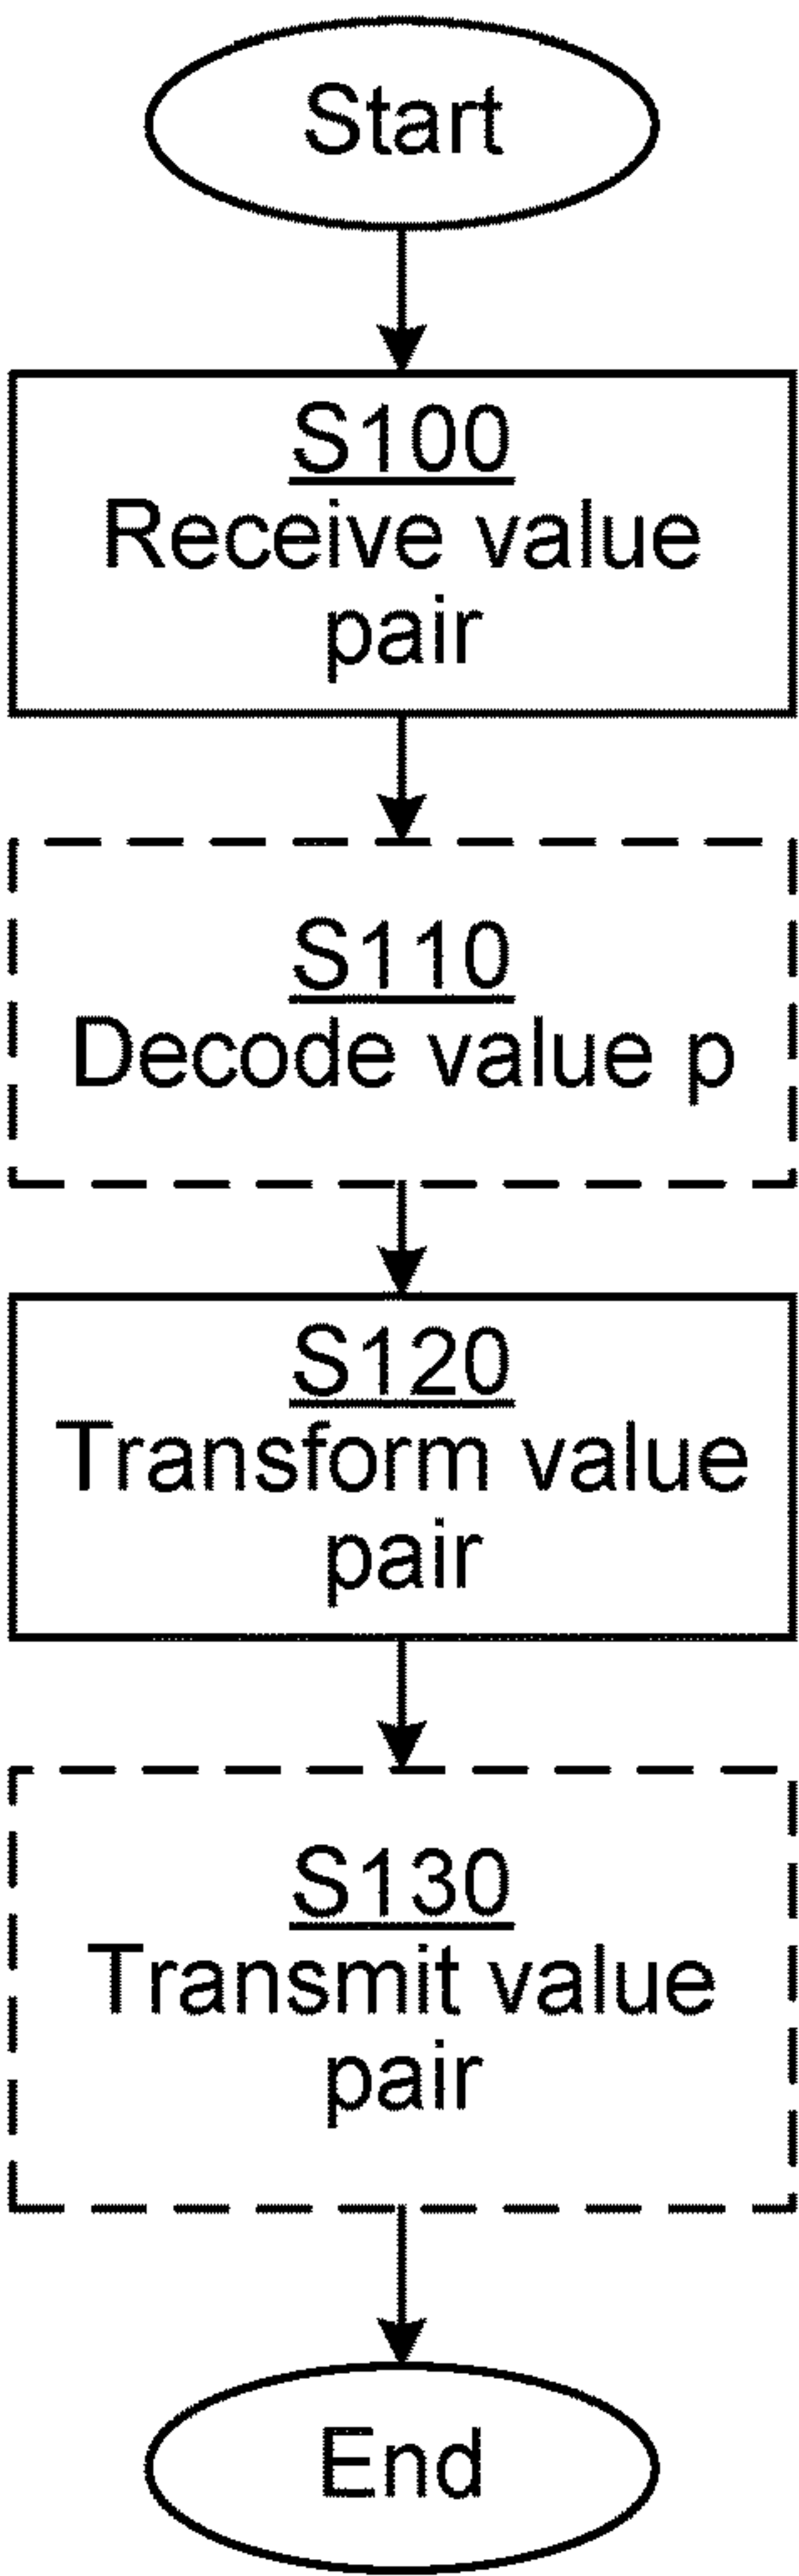 Start
S100
Receive value
pair
S110
Decode value p
S120
Transform value
pair
S130
Transmit value
pair
End